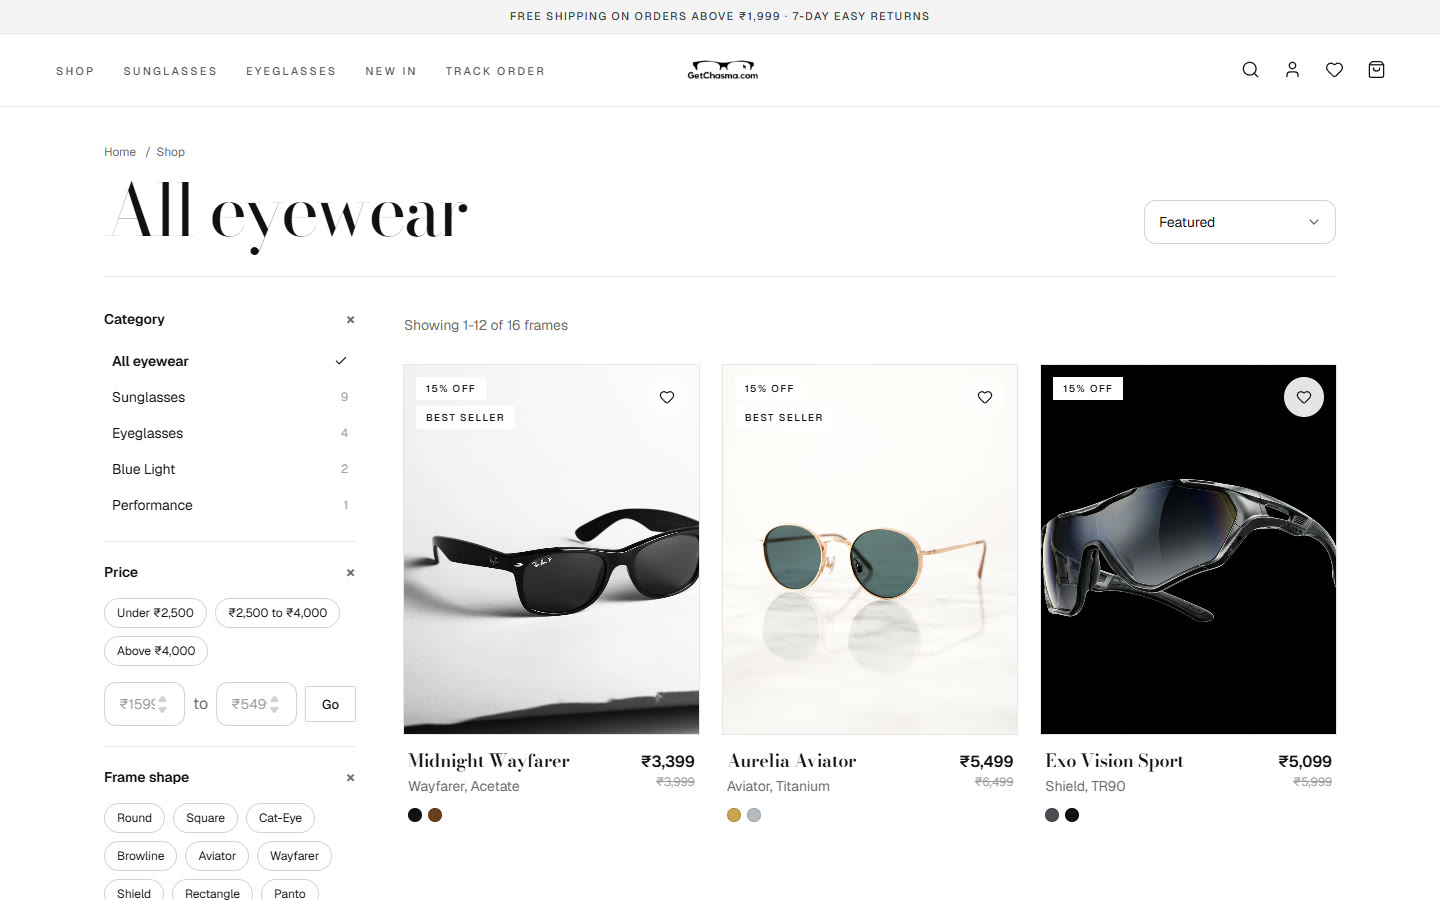 FREE SHIPPING ON ORDERS ABOVE ₹1,999 · 7-DAY EASY RETURNS
SHOP SUNGLASSES EYEGLASSES NEW IN TRACK ORDER
GetChasma.com
Home / Shop
All eyewear
Featured
Category ×
All eyewear
Sunglasses 9
Eyeglasses 4
Blue Light 2
Performance 1
Price ×
Under ₹2,500
₹2,500 to ₹4,000
Above ₹4,000
₹1599 to ₹549 Go
Frame shape ×
Round Square Cat-Eye
Browline Aviator Wayfarer
Shield Rectangle Panto
Showing 1-12 of 16 frames
15% OFF
BEST SELLER
Midnight Wayfarer ₹3,399
Wayfarer, Acetate ₹3,999
15% OFF
BEST SELLER
Aurelia Aviator ₹5,499
Aviator, Titanium ₹6,499
15% OFF
Exo Vision Sport ₹5,099
Shield, TR90 ₹5,999